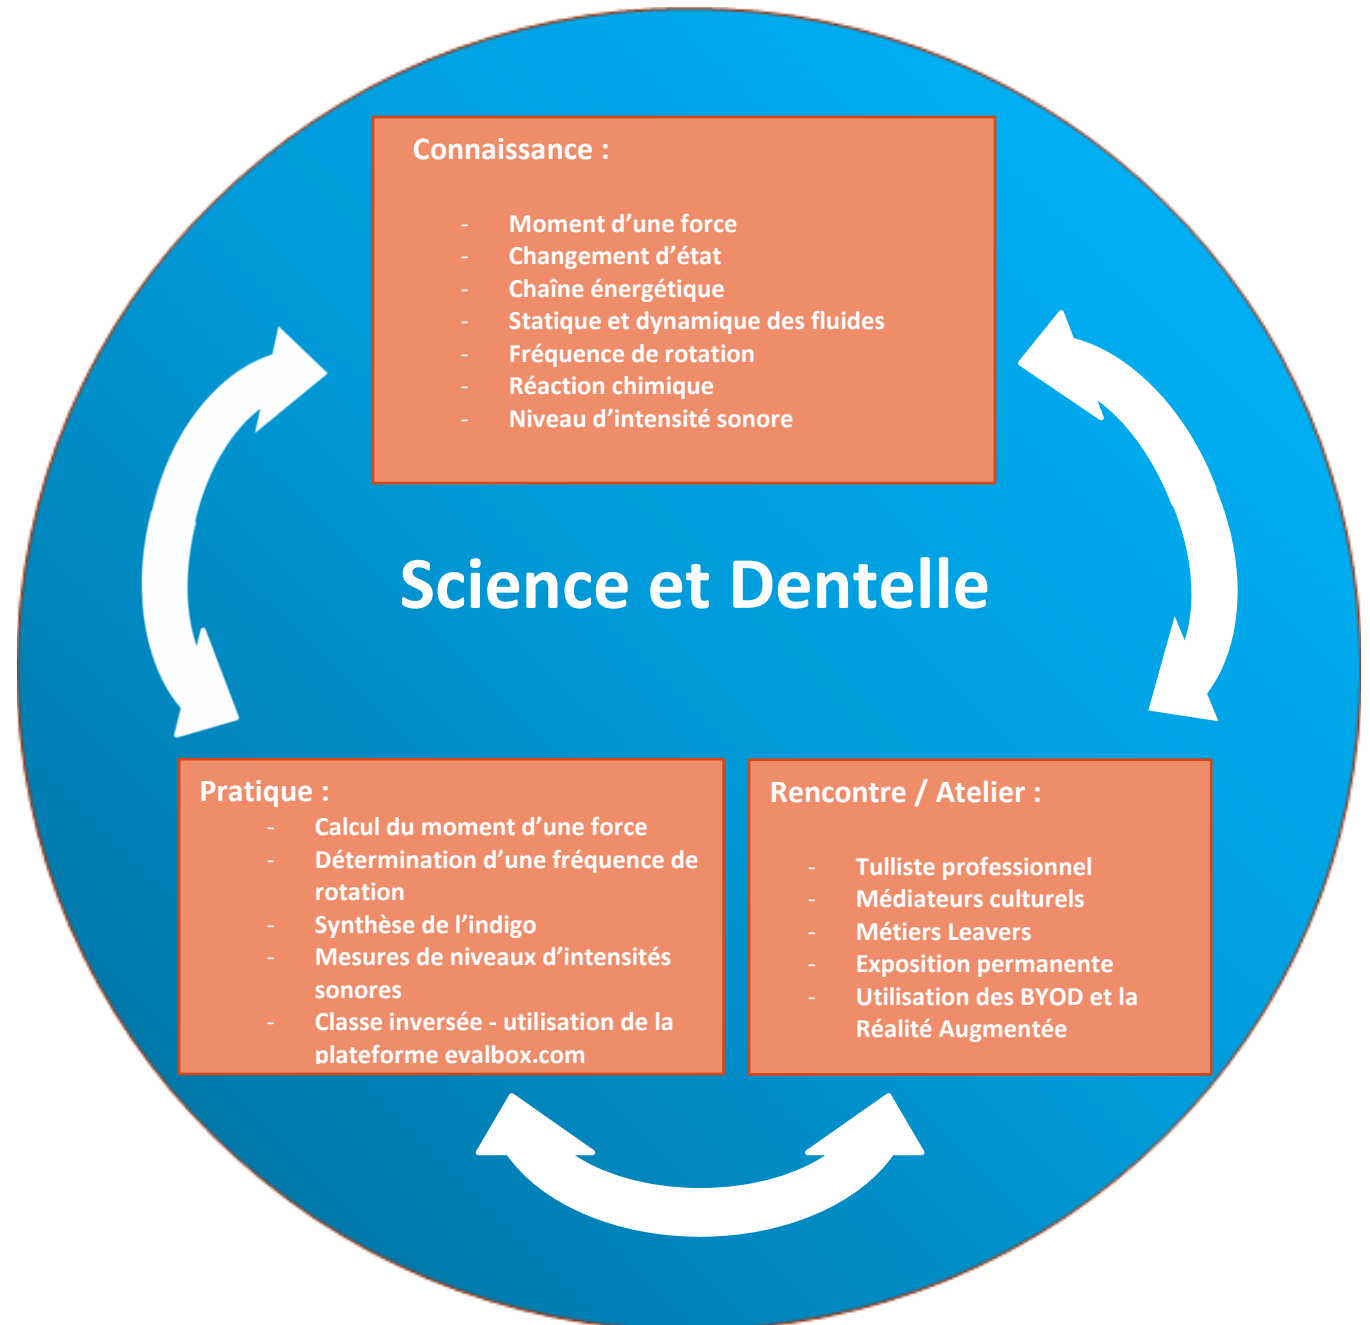 Connaissance :
- Moment d’une force
- Changement d’état
- Chaîne énergétique
- Statique et dynamique des fluides
- Fréquence de rotation
- Réaction chimique
- Niveau d’intensité sonore
Science et Dentelle
Pratique :
- Calcul du moment d’une force
- Détermination d’une fréquence de
rotation
- Synthèse de l’indigo
- Mesures de niveaux d’intensités
sonores
- Classe inversée - utilisation de la
plateforme evalbox.com
Rencontre / Atelier :
- Tulliste professionnel
- Médiateurs culturels
- Métiers Leavers
- Exposition permanente
- Utilisation des BYOD et la
Réalité Augmentée